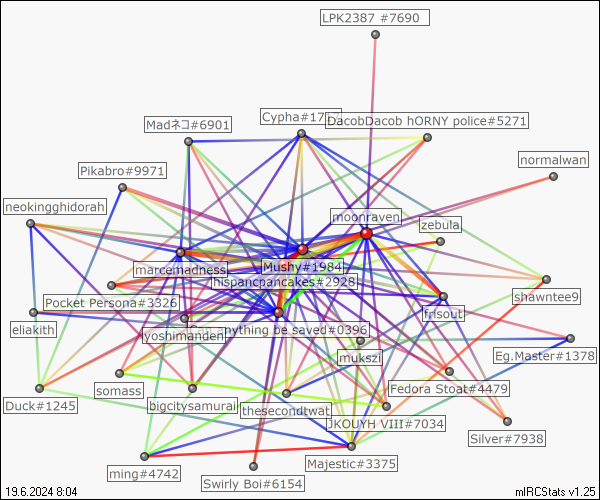 LPK2387 #7690
Cypha#17
DacobDacob hORNY police#5271
Madネコ#6901
normalwan
Pikabro#9971
neokingghidorah
moonraven
zebula
marcemadness
Mushy#1984
hispancpancakes#2928
shawntee9
Pocket Persona#3326
frisout
eliakith
yoshimanden
Can anything be saved#0396
mukszi
Eg.Master#1378
somass
Fedora Stoat#4479
Duck#1245
bigcitysamurai
thesecondtwat
JKOUYH VIII#7034
Silver#7938
ming#4742
Majestic#3375
Swirly Boi#6154
19.6.2024 8:04
mIRCStats v1.25